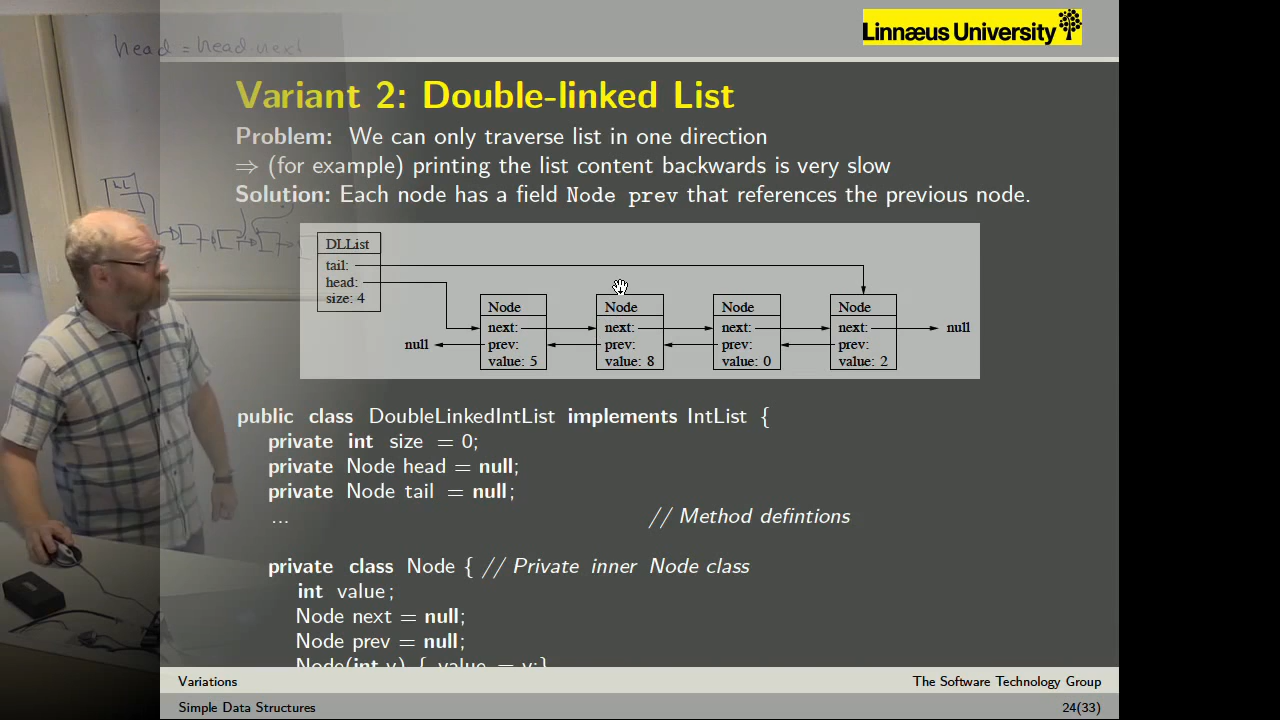 Linnæus University
head = head.next
Variant 2: Double-linked List
Problem: We can only traverse list in one direction
⇒ (for example) printing the list content backwards is very slow
Solution: Each node has a field Node prev that references the previous node.
DLList
tail:
head:
size: 4
Node Node Node Node
next: next: next: next: null
null prev: prev: prev: prev:
value: 5 value: 8 value: 0 value: 2
public class DoubleLinkedIntList implements IntList {
private int size = 0;
private Node head = null;
private Node tail = null;
... // Method defintions
private class Node { // Private inner Node class
int value;
Node next = null;
Node prev = null;
Node(int v) { value = v;}
Variations The Software Technology Group
Simple Data Structures 24(33)